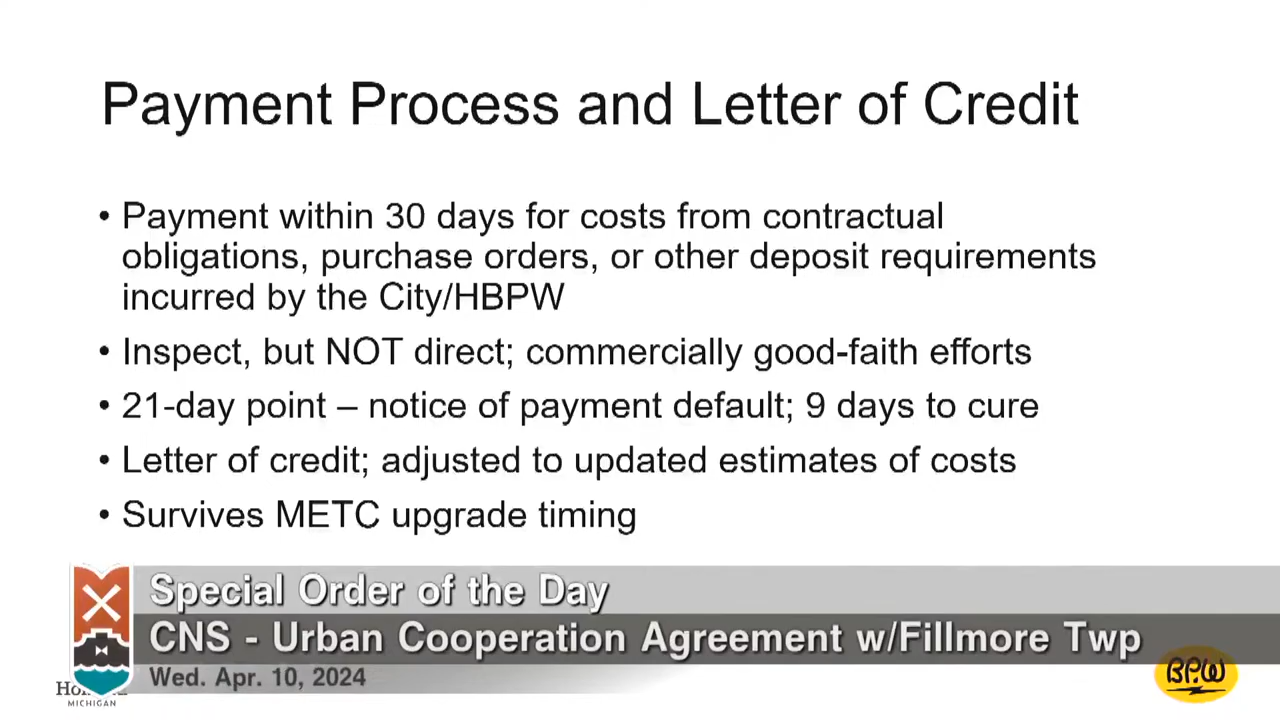 Payment Process and Letter of Credit
• Payment within 30 days for costs from contractual
obligations, purchase orders, or other deposit requirements
incurred by the City/HBPW
• Inspect, but NOT direct; commercially good-faith efforts
• 21-day point – notice of payment default; 9 days to cure
• Letter of credit; adjusted to updated estimates of costs
• Survives METC upgrade timing
Special Order of the Day
CNS - Urban Cooperation Agreement w/Fillmore Twp
Wed. Apr. 10, 2024
MICHIGAN
BPW